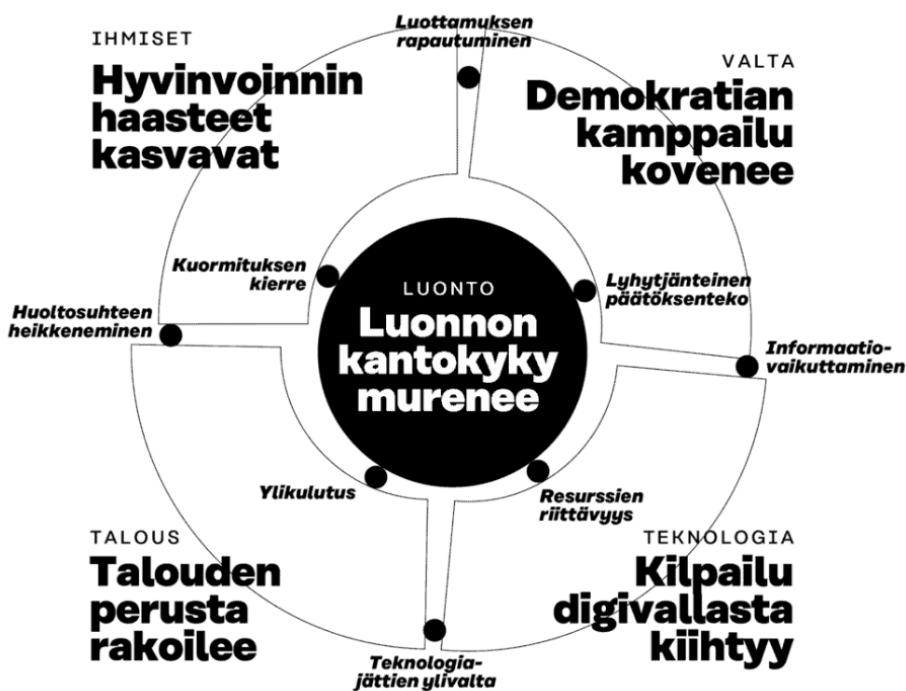 Luottamuksen
rapautuminen
IHMISET
Hyvinvoinnin
haasteet
kasvavat
VALTA
Demokratian
kamppailu
kovenee
Kuormituksen
kierre
Lyhytjänteinen
päätöksenteko
Huoltosuhteen
heikkeneminen
Informaatio-
vaikuttaminen
LUONTO
Luonnon
kantokyky
murenee
Ylikulutus
Resurssien
riittävyys
TALOUS
Talouden
perusta
rakoilee
TEKNOLOGIA
Kilpailu
digivallasta
kiihtyy
Teknologia-
jättien ylivalta